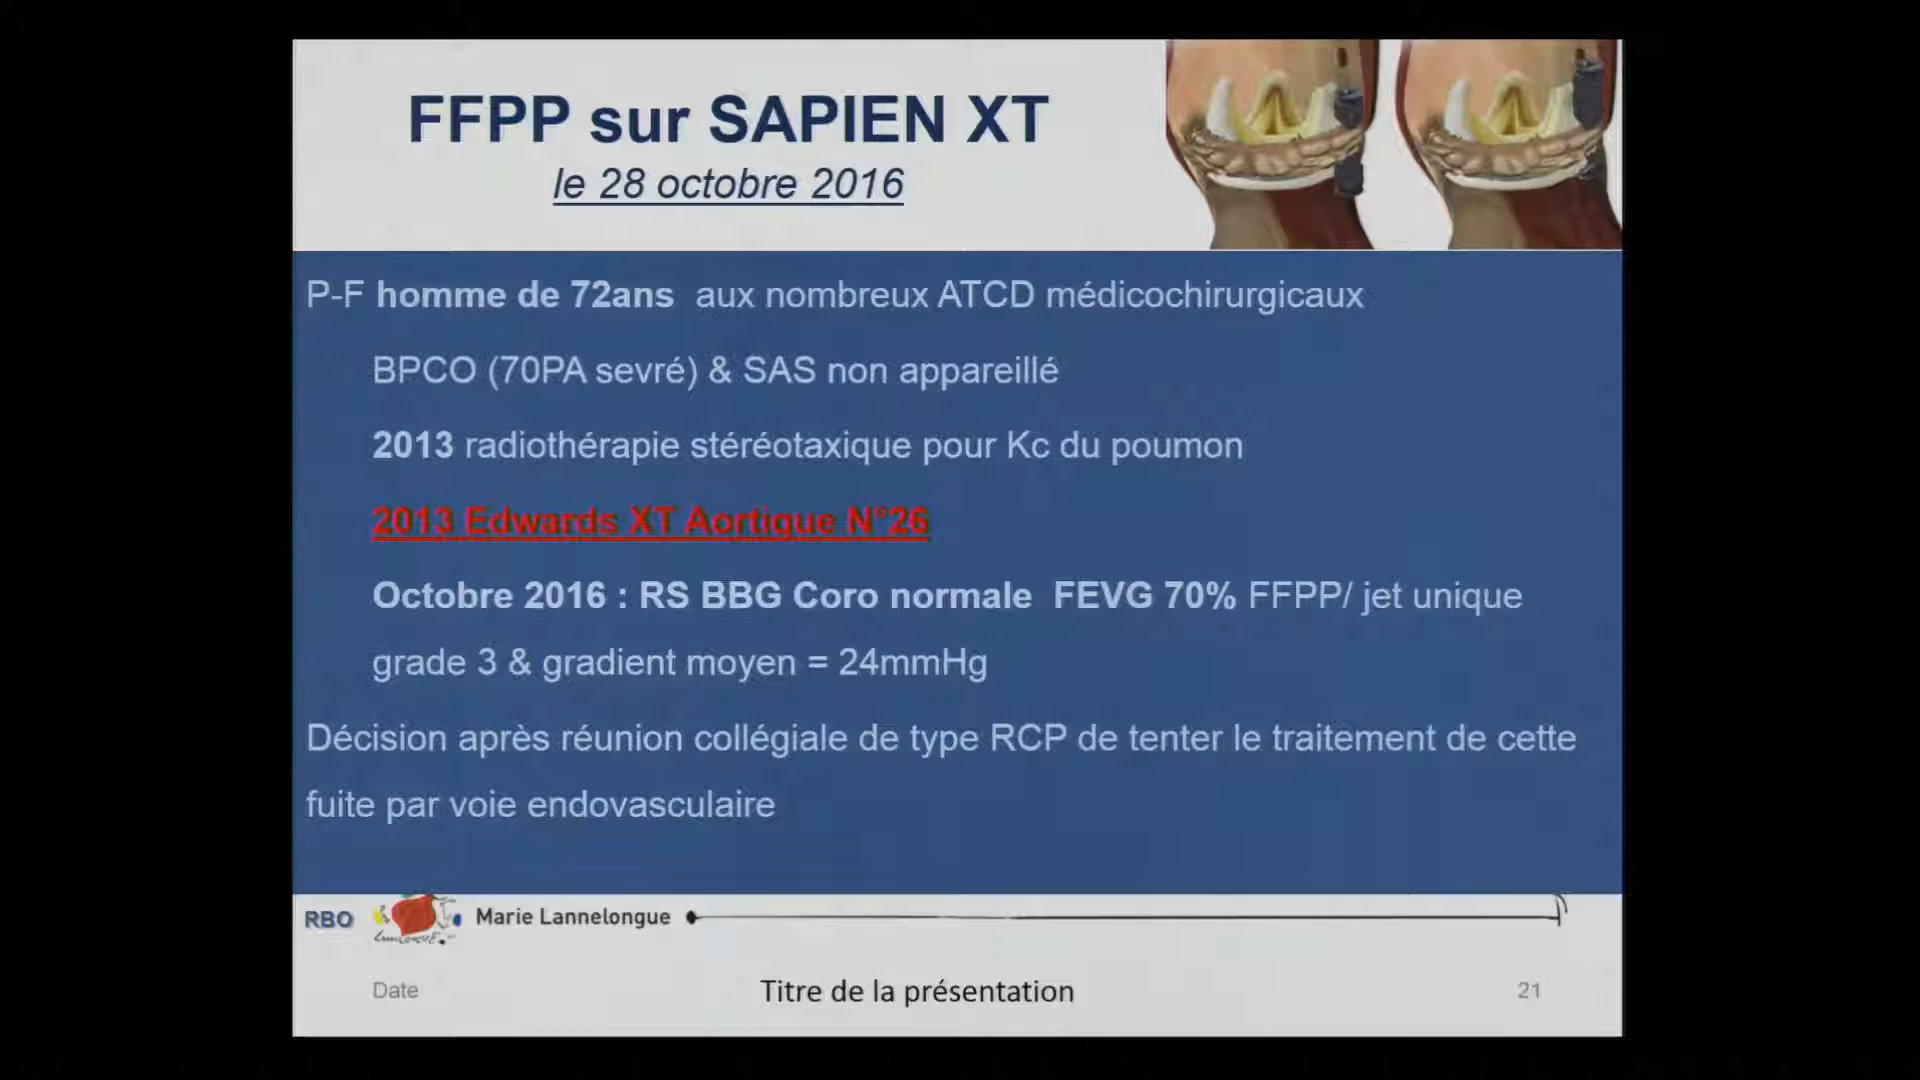 FFPP sur SAPIEN XT
le 28 octobre 2016
P-F homme de 72ans aux nombreux ATCD médicochirurgicaux
BPCO (70PA sevré) & SAS non appareillé
2013 radiothérapie stéréotaxique pour Kc du poumon
2013 Edwards XT Aortique N°26
Octobre 2016 : RS BBG Coro normale FEVG 70% FFPP/ jet unique
grade 3 & gradient moyen = 24mmHg
Décision après réunion collégiale de type RCP de tenter le traitement de cette
fuite par voie endovasculaire
RBO Marie Lannelongue
Date Titre de la présentation 21